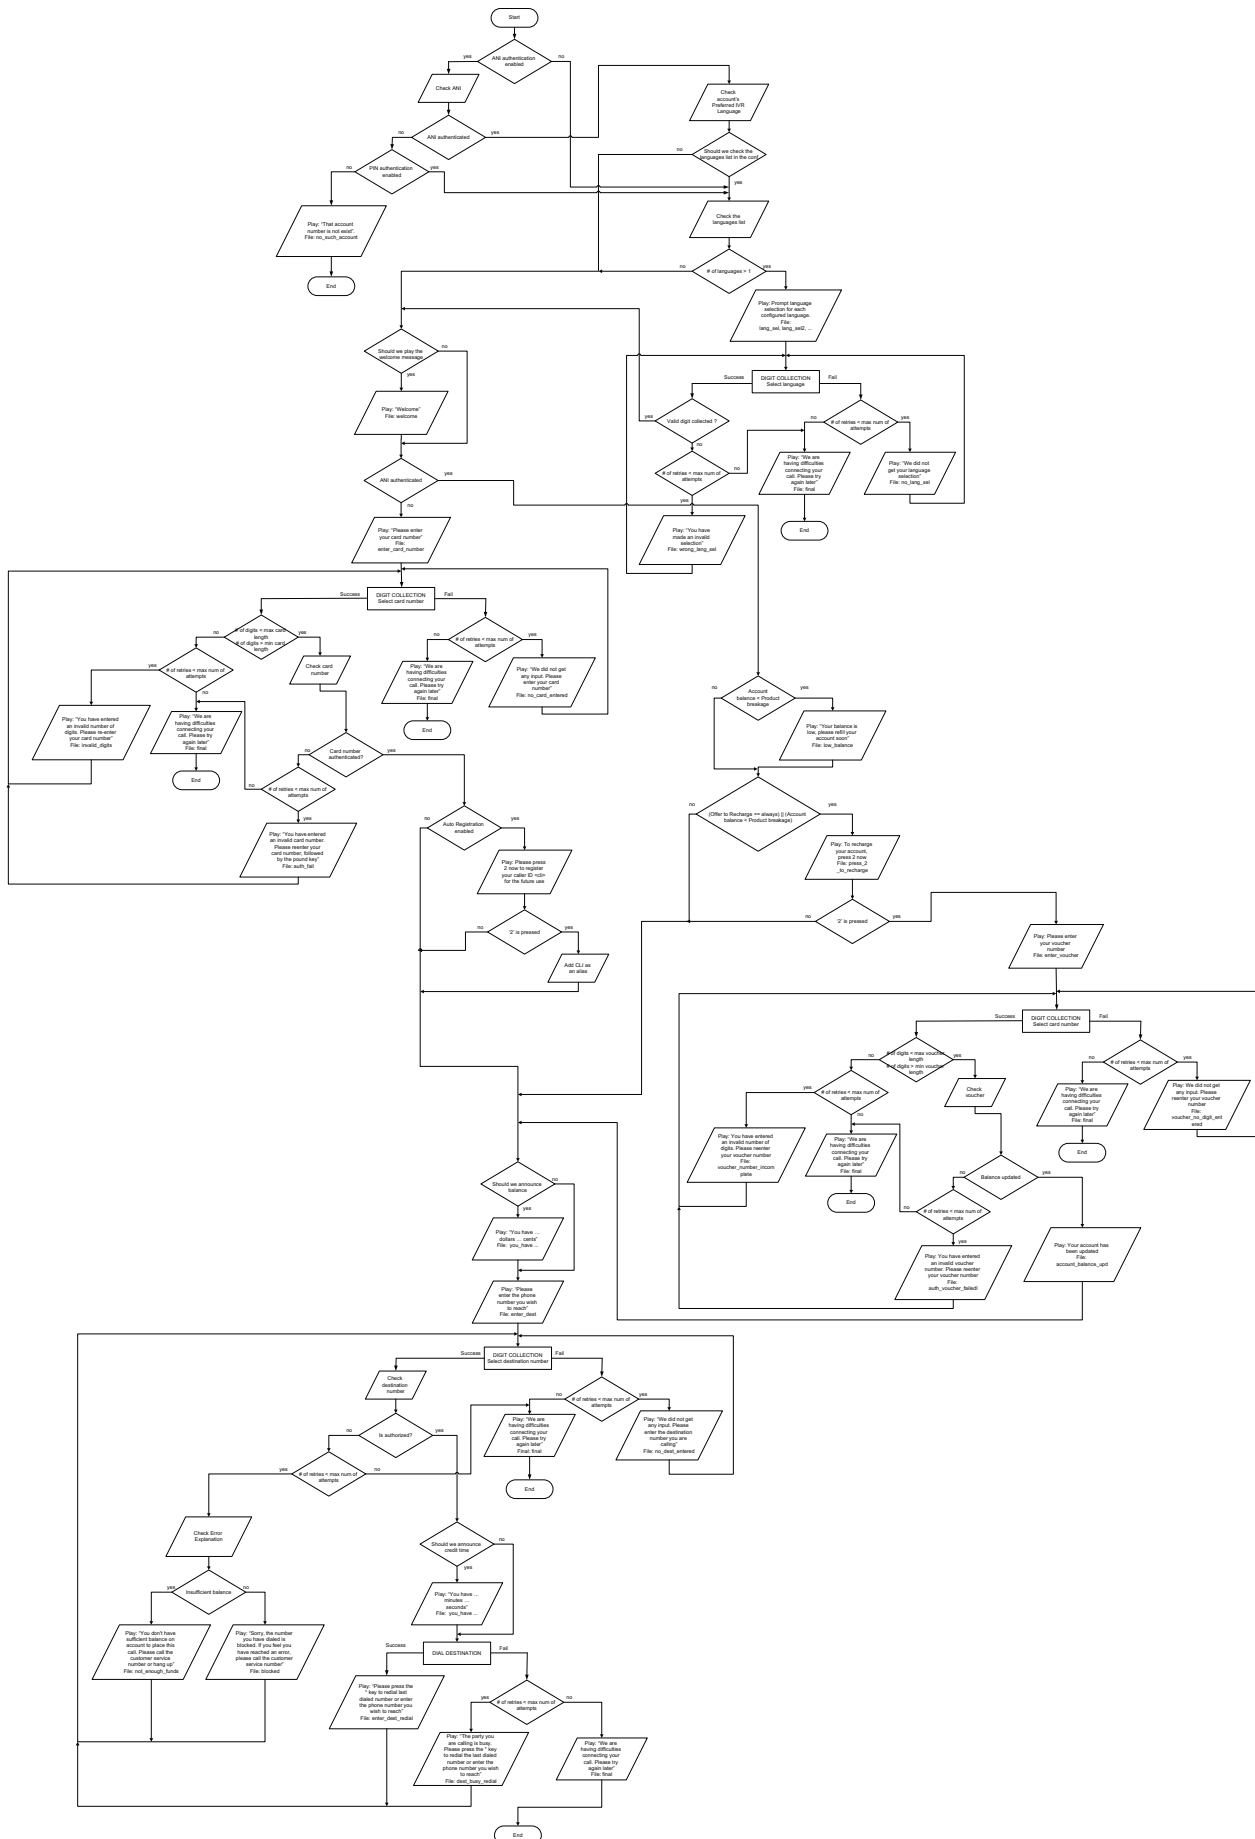 Start
ANI authentication
enabled
yes
no
Check ANI
Check
account's
Preferred IVR
Language
ANI authenticated
no
yes
Should we check the
languages list in the conf
no
yes
PIN authentication
enabled
no
yes
Play: "That account
number is not exist".
File: no_such_account
End
Check the
languages list
# of languages > 1
no
yes
Play: Prompt language
selection for each
configured language.
File:
lang_sel, lang_sel2, ...
Should we play the
welcome message
no
yes
Play: "Welcome"
File: welcome
DIGIT COLLECTION
Select language
Success
Fail
Valid digit collected ?
yes
no
# of retries < max num of
attempts
no
yes
# of retries < max num of
attempts
no
yes
Play: "We are
having difficulties
connecting your
call. Please try
again later"
File: final
Play: "We did not
get your language
selection"
File: no_lang_sel
End
Play: "You have
made an invalid
selection"
File: wrong_lang_sel
ANI authenticated
yes
no
Play: "Please enter
your card number"
File:
enter_card_number
DIGIT COLLECTION
Select card number
Success
Fail
# of digits < max card
length
# of digits > min card
length
no
yes
Check card
number
# of retries < max num of
attempts
yes
no
Play: "You have entered
an invalid number of
digits. Please re-enter
your card number"
File: invalid_digits
Play: "We are
having difficulties
connecting your
call. Please try
again later"
File: final
End
# of retries < max num of
attempts
no
yes
Play: "We are
having difficulties
connecting your
call. Please try
again later"
File: final
Play: "We did not get
any input. Please
enter your card
number"
File: no_card_entered
End
Card number
authenticated?
no
yes
# of retries < max num of
attempts
no
yes
Play: "You have entered
an invalid card number.
Please reenter your
card number, followed
by the pound key"
File: auth_fail
Auto Registration
enabled
no
yes
Play: Please press
2 now to register
your caller ID <cli>
for the future use
'2' is pressed
no
yes
Add CLI as
an alias
Account
balance < Product
breakage
no
yes
Play: "Your balance is
low, please refill your
account soon"
File: low_balance
(Offer to Recharge == always) || (Account
balance < Product breakage)
no
yes
Play: To recharge
your account,
press 2 now
File: press_2
_to_recharge
'2' is pressed
no
yes
Play: Please enter
your voucher
number
File: enter_voucher
DIGIT COLLECTION
Select card number
Success
Fail
# of digits < max voucher
length
# of digits > min voucher
length
no
yes
Check
voucher
# of retries < max num of
attempts
yes
no
Play: You have entered
an invalid number of
digits. Please reenter
your voucher number
File:
voucher_number_incom
plete
Play: "We are
having difficulties
connecting your
call. Please try
again later"
File: final
End
# of retries < max num of
attempts
no
yes
Play: "We are
having difficulties
connecting your
call. Please try
again later"
File: final
Play: We did not get
any input. Please
reenter your voucher
number
File:
voucher_no_digit_ent
ered
End
Balance updated
no
yes
# of retries < max num of
attempts
no
yes
Play: You have entered
an invalid voucher
number. Please reenter
your voucher number
File:
auth_voucher_failedl
Play: Your account has
been updated
File:
account_balance_upd
Should we announce
balance
no
yes
Play: "You have ...
dollars ... cents"
File: you_have ...
Play: "Please
enter the phone
number you wish
to reach"
File: enter_dest
DIGIT COLLECTION
Select destination number
Success
Fail
Check
destination
number
# of retries < max num of
attempts
no
yes
Play: "We are
having difficulties
connecting your
call. Please try
again later"
Final: final
Play: "We did not get
any input. Please
enter the destination
number you are
calling"
File: no_dest_entered
End
Is authorized?
no
yes
# of retries < max num of
attempts
yes
no
Check Error
Explanation
Insufficient balance
yes
no
Play: "You don't have
sufficient balance on
account to place this
call. Please call the
customer service
number or hang up"
File: not_enough_funds
Play: "Sorry, the number
you have dialed is
blocked. If you feel you
have reached an error,
please call the customer
service number"
File: blocked
Should we announce
credit time
no
yes
Play: "You have ...
minutes ...
seconds"
File: you_have ...
DIAL DESTINATION
Success
Fail
Play: "Please press the
* key to redial last
dialed number or enter
the phone number you
wish to reach"
File: enter_dest_redial
# of retries < max num of
attempts
yes
no
Play: "The party you
are calling is busy.
Please press the * key
to redial the last dialed
number or enter the
phone number you wish
to reach"
File: dest_busy_redial
Play: "We are
having difficulties
connecting your
call. Please try
again later"
File: final
End